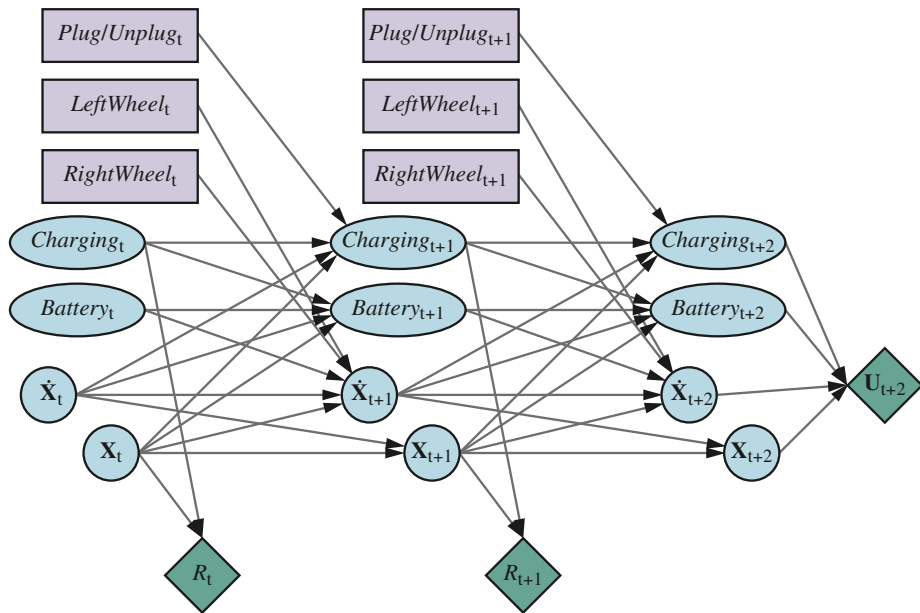 Plug/Unplug_t Plug/Unplug_t+1
LeftWheel_t LeftWheel_t+1
RightWheel_t RightWheel_t+1
Charging_t Charging_t+1 Charging_t+2
Battery_t Battery_t+1 Battery_t+2
Ẋ_t Ẋ_t+1 Ẋ_t+2 U_t+2
X_t X_t+1 X_t+2
R_t R_t+1